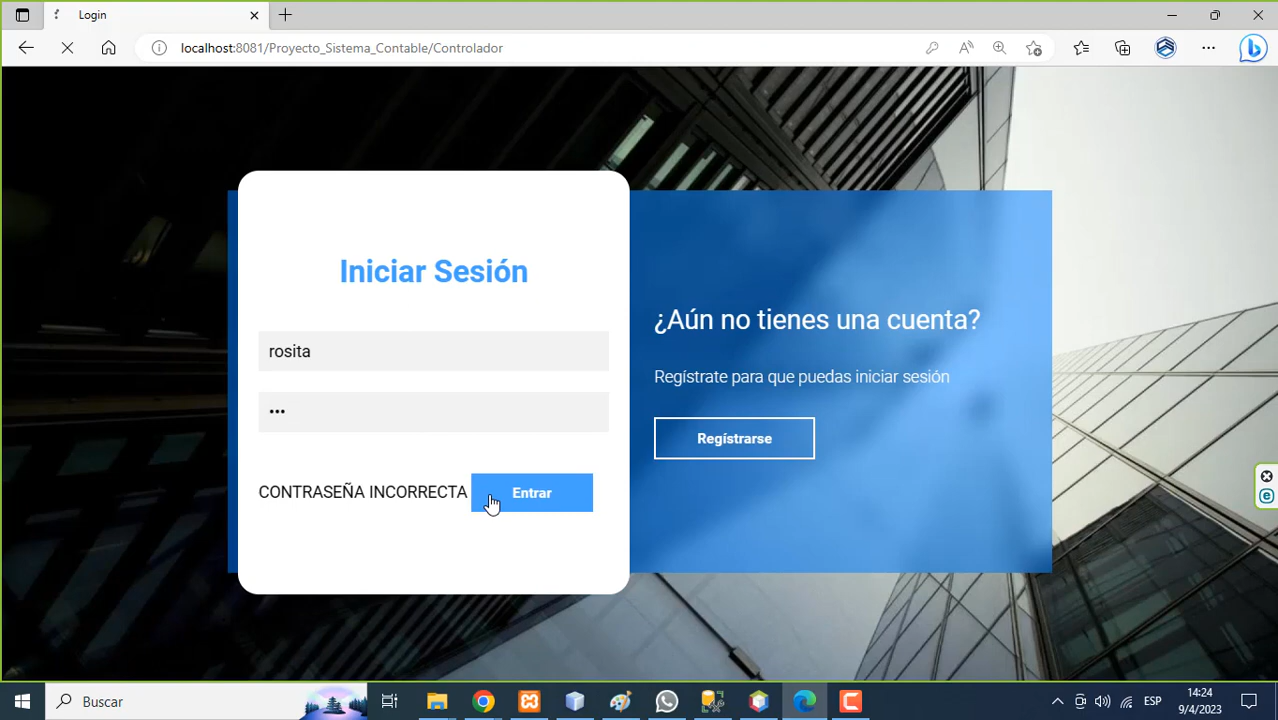 Login
localhost:8081/Proyecto_Sistema_Contable/Controlador
Iniciar Sesión
rosita
•••
CONTRASEÑA INCORRECTA
Entrar
¿Aún no tienes una cuenta?
Regístrate para que puedas iniciar sesión
Regístrarse
Buscar
ESP
14:24
9/4/2023